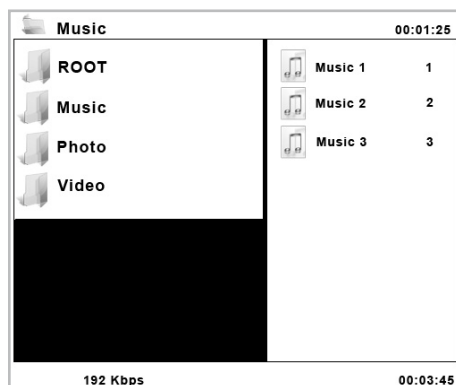 Music 00:01:25
ROOT
Music
Photo
Video
Music 1 1
Music 2 2
Music 3 3
192 Kbps 00:03:45